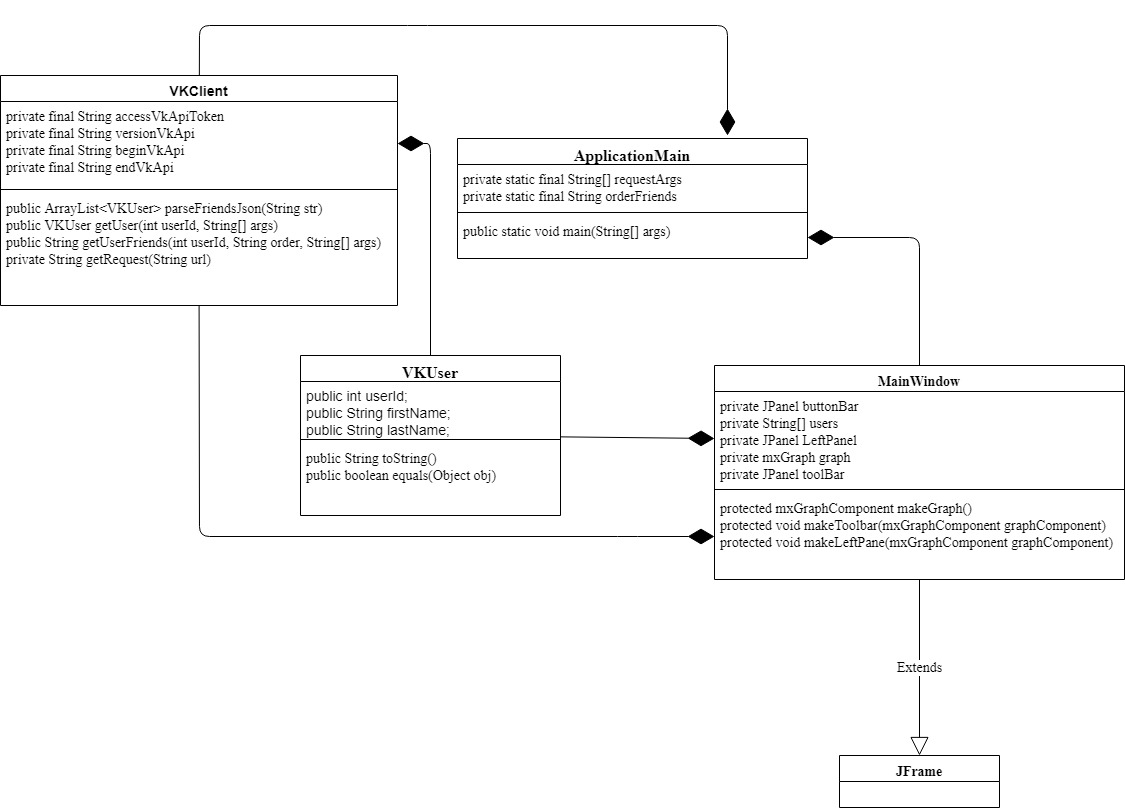 VKClient
private final String accessVkApiToken
private final String versionVkApi
private final String beginVkApi
private final String endVkApi
public ArrayList<VKUser> parseFriendsJson(String str)
public VKUser getUser(int userId, String[] args)
public String getUserFriends(int userId, String order, String[] args)
private String getRequest(String url)
ApplicationMain
private static final String[] requestArgs
private static final String orderFriends
public static void main(String[] args)
VKUser
public int userId;
public String firstName;
public String lastName;
public String toString()
public boolean equals(Object obj)
MainWindow
private JPanel buttonBar
private String[] users
private JPanel LeftPanel
private mxGraph graph
private JPanel toolBar
protected mxGraphComponent makeGraph()
protected void makeToolbar(mxGraphComponent graphComponent)
protected void makeLeftPane(mxGraphComponent graphComponent)
Extends
JFrame